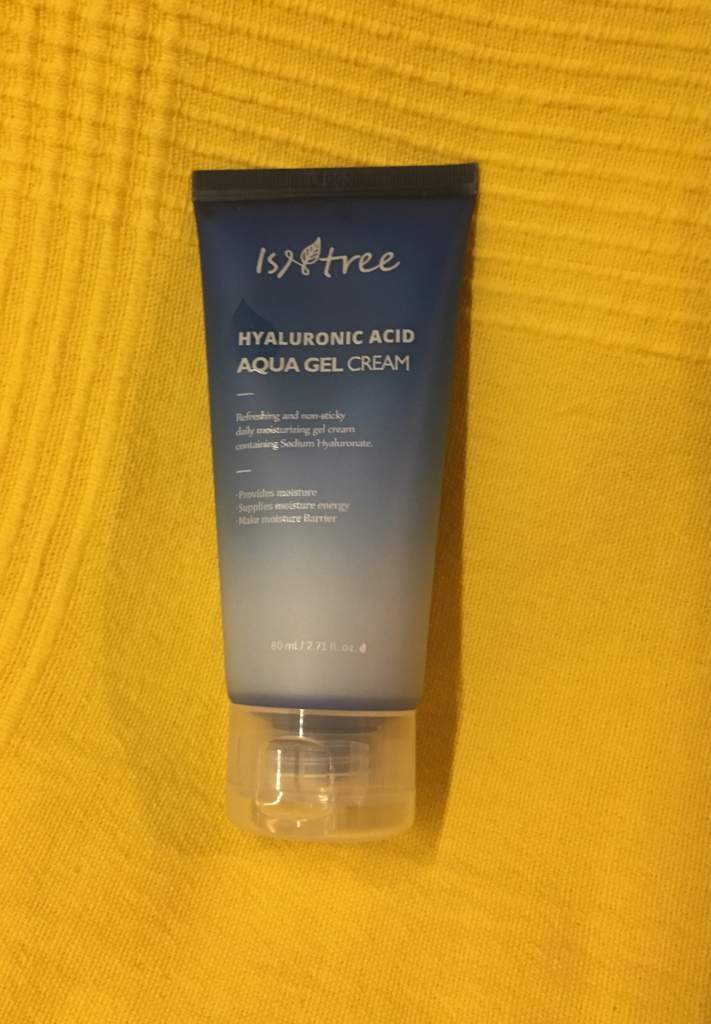 Isntree
HYALURONIC ACID
AQUA GEL CREAM
Refreshing and non-sticky
daily moisturizing gel cream
containing Sodium Hyaluronate.
·Provides moisture
·Supplies moisture energy
·Make moisture Barrier
80 ml / 2.71 fl. oz.